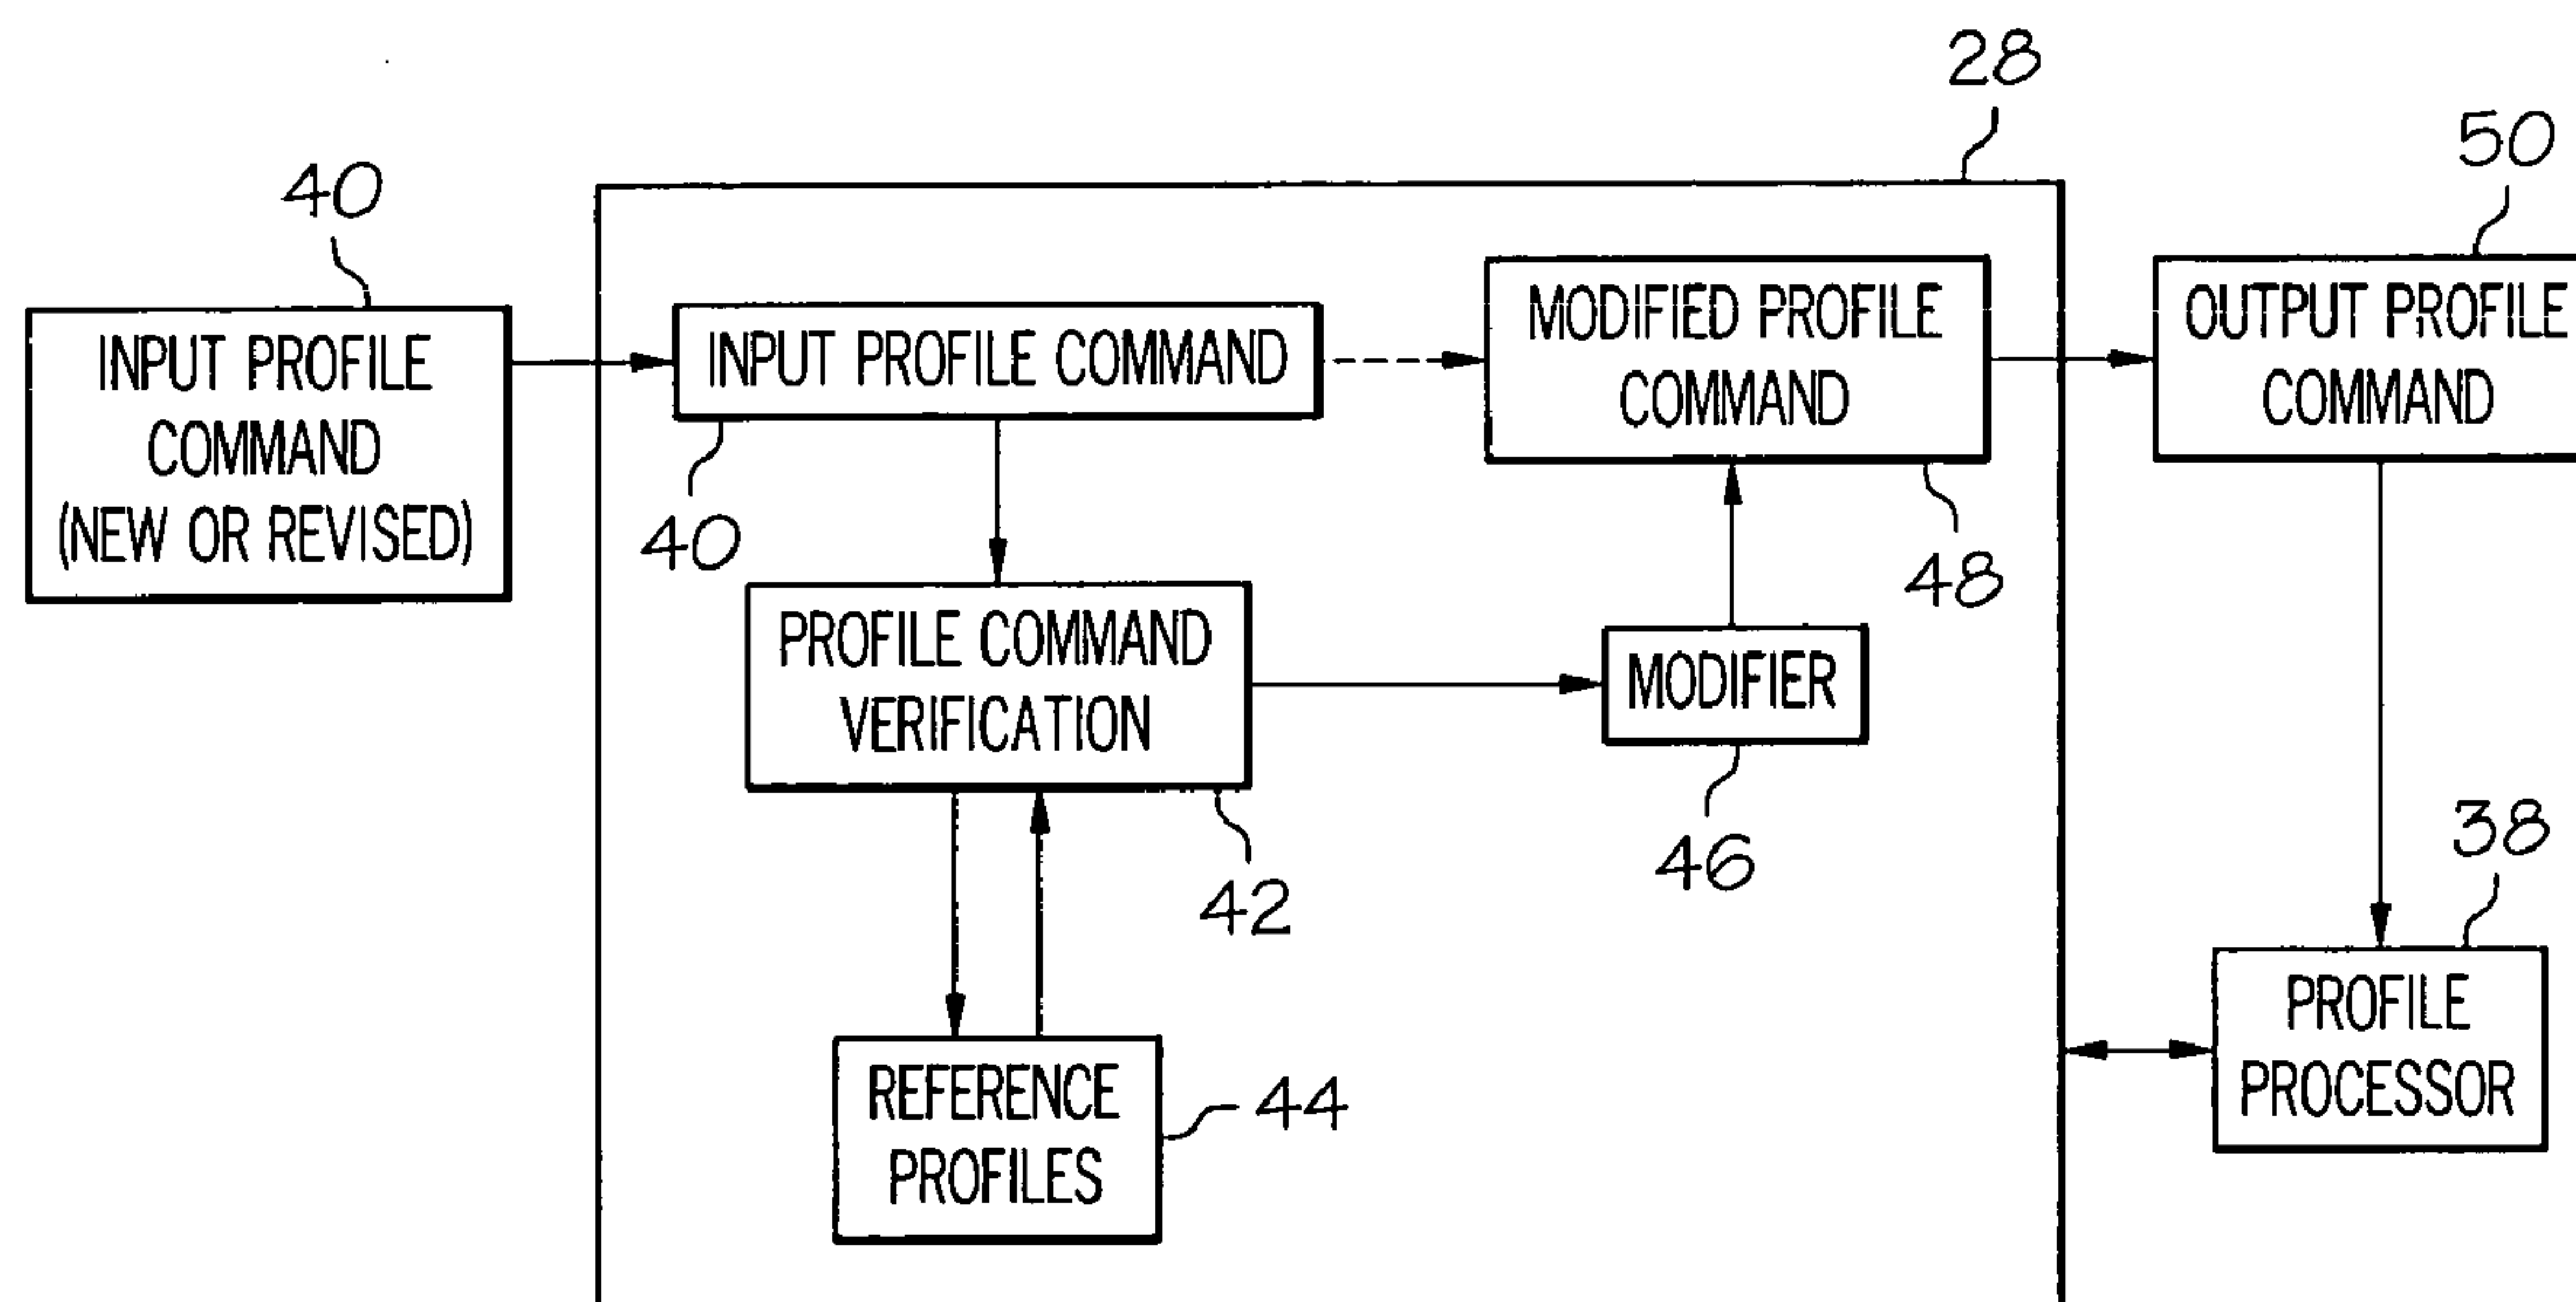 28
50
40
INPUT PROFILE
COMMAND
(NEW OR REVISED)
INPUT PROFILE COMMAND
40
MODIFIED PROFILE
COMMAND
48
OUTPUT PROFILE
COMMAND
PROFILE COMMAND
VERIFICATION
42
MODIFIER
46
38
PROFILE
PROCESSOR
REFERENCE
PROFILES
44